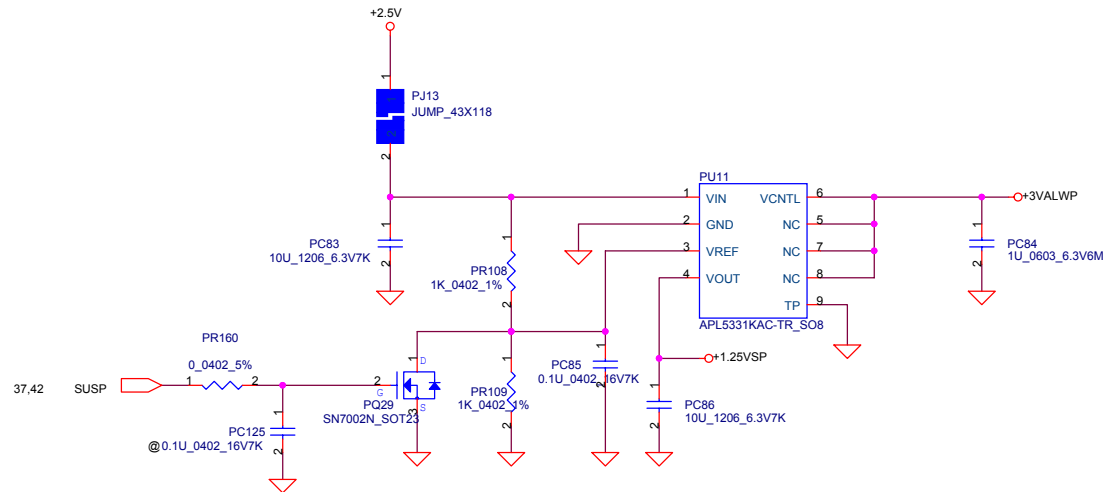 +2.5V
1
1
PJ13
JUMP_43X118
2
2
PU11
1 VIN VCNTL 6 +3VALWP
2 GND NC 5
3 VREF NC 7
4 VOUT NC 8
TP 9
APL5331KAC-TR_SO8
1
PC83
10U_1206_6.3V7K
2
1
PR108
1K_0402_1%
2
1
PC84
1U_0603_6.3V6M
2
+1.25VSP
PR160
0_0402_5%
37,42 SUSP 1 2
1
PC125
@0.1U_0402_16V7K
2
1 D
2 G
3 S
PQ29
SN7002N_SOT23
1
PR109
1K_0402_1%
2
1
PC85
0.1U_0402_16V7K
2
1
PC86
10U_1206_6.3V7K
2